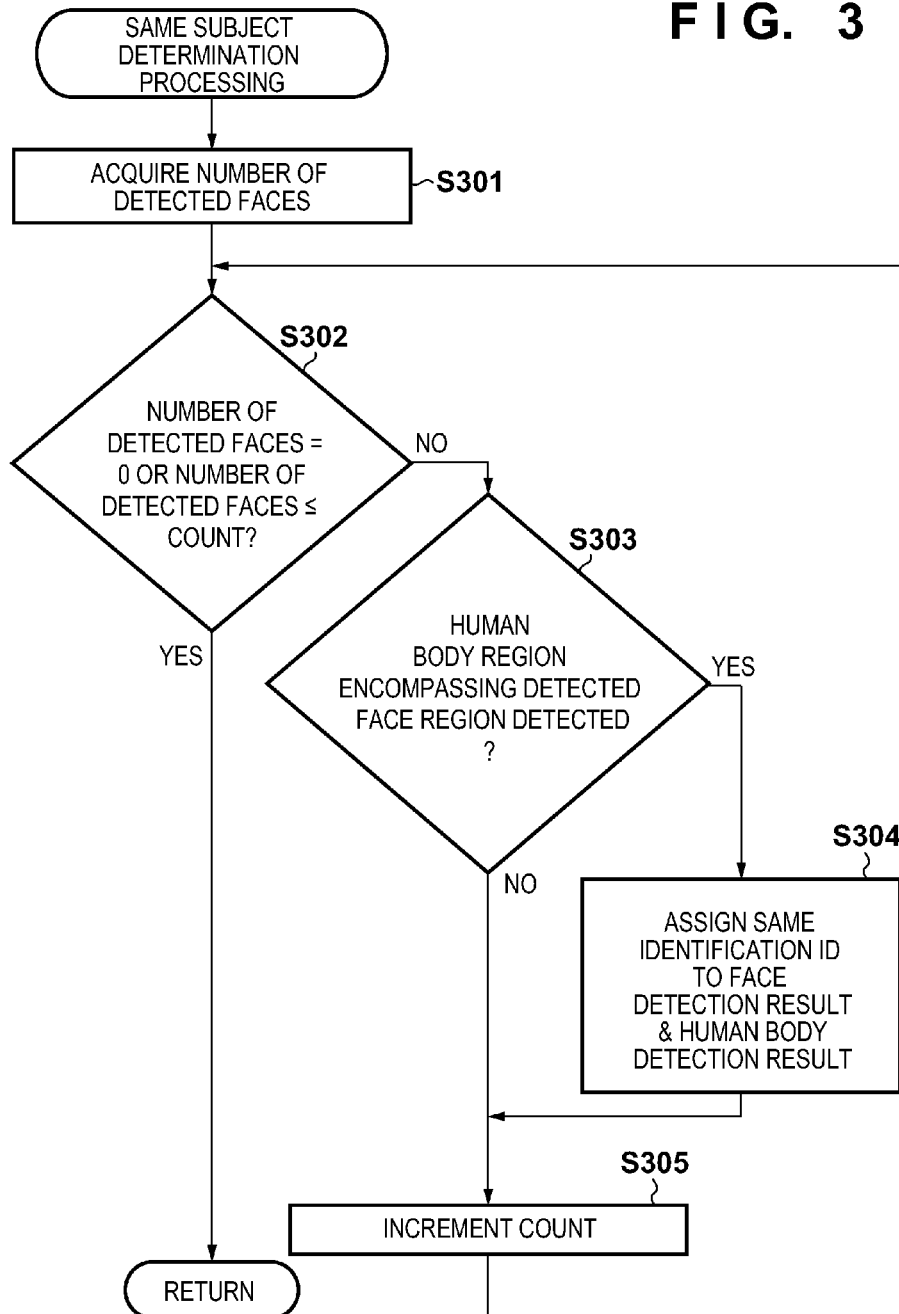 FIG. 3
SAME SUBJECT
DETERMINATION
PROCESSING
ACQUIRE NUMBER OF
DETECTED FACES
S301
S302
NUMBER OF
DETECTED FACES =
0 OR NUMBER OF
DETECTED FACES ≤
COUNT?
NO
YES
S303
HUMAN
BODY REGION
ENCOMPASSING DETECTED
FACE REGION DETECTED
?
YES
NO
S304
ASSIGN SAME
IDENTIFICATION ID
TO FACE
DETECTION RESULT
& HUMAN BODY
DETECTION RESULT
S305
INCREMENT COUNT
RETURN